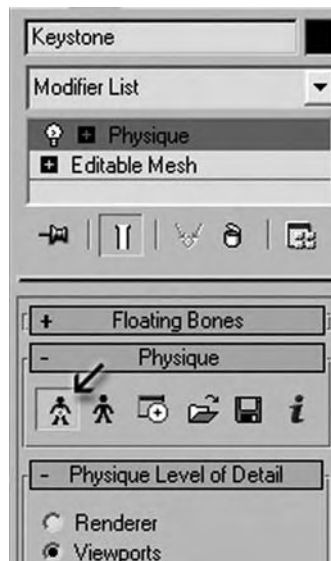 Keystone
Modifier List
Physique
Editable Mesh
+ Floating Bones
- Physique
i
- Physique Level of Detail
Renderer
Viewports